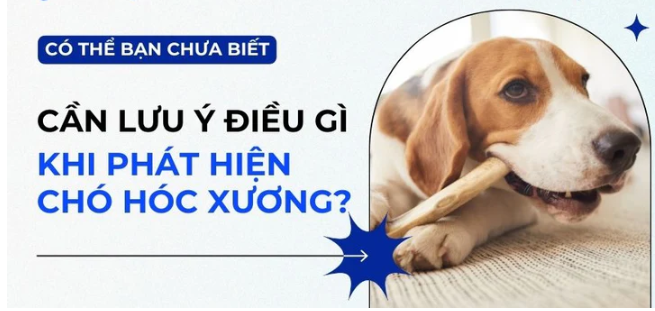 CÓ THỂ BẠN CHƯA BIẾT
CẦN LƯU Ý ĐIỀU GÌ
KHI PHÁT HIỆN
CHÓ HÓC XƯƠNG?